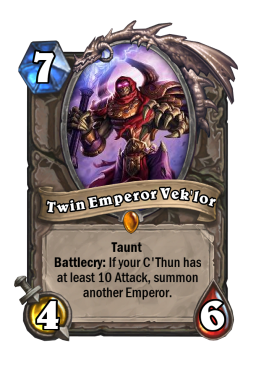 7
Twin Emperor Vek'lor
Taunt
Battlecry: If your C'Thun has
at least 10 Attack, summon
another Emperor.
4
6